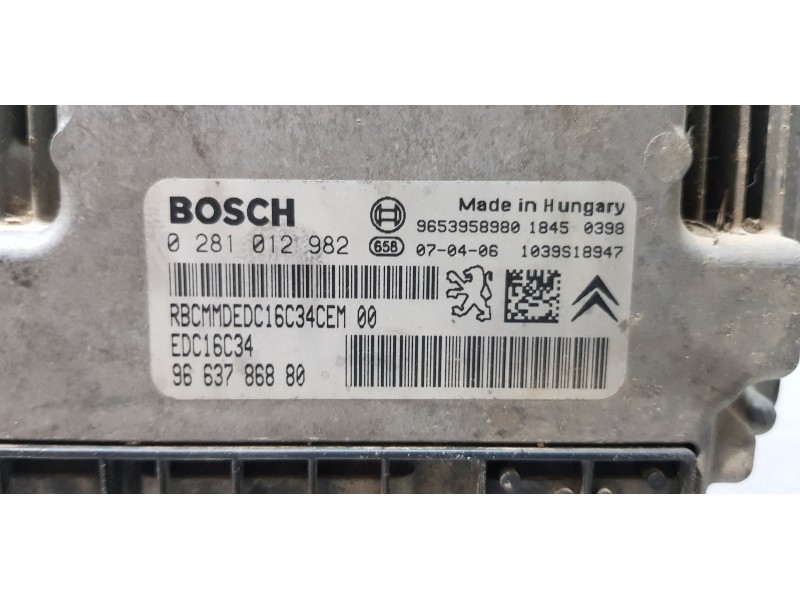 BOSCH
Made in Hungary
9653958980 1845 0398
0 281 012 982
658
07-04-06 1039S18947
RBCMMDEDC16C34CEM 00
EDC16C34
96 637 868 80